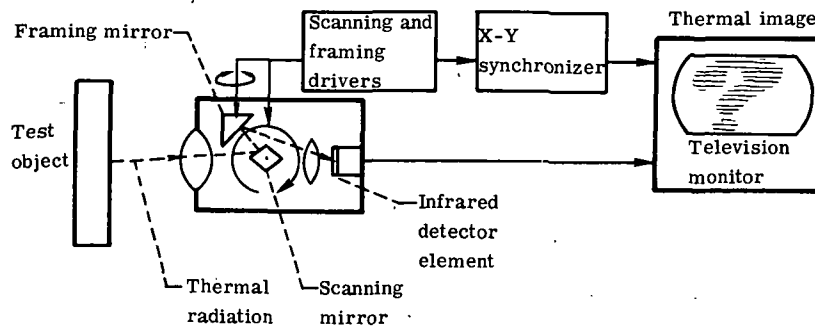 Framing mirror
Scanning and
framing
drivers
X-Y
synchronizer
Thermal image
Test
object
Television
monitor
Infrared
detector
element
Thermal
radiation
Scanning
mirror